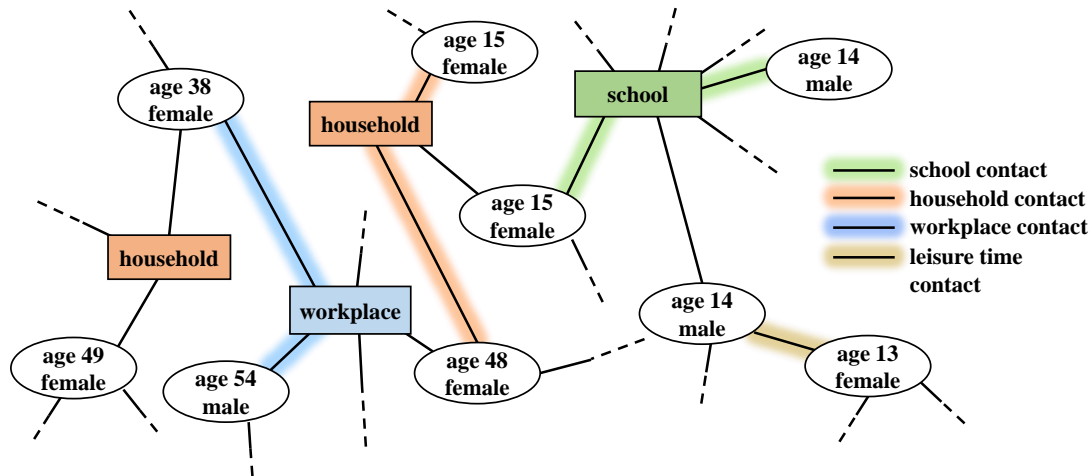 age 15
female
age 14
male
age 38
female
school
household
school contact
household contact
workplace contact
leisure time
contact
age 15
female
household
workplace
age 14
male
age 49
female
age 54
male
age 48
female
age 13
female